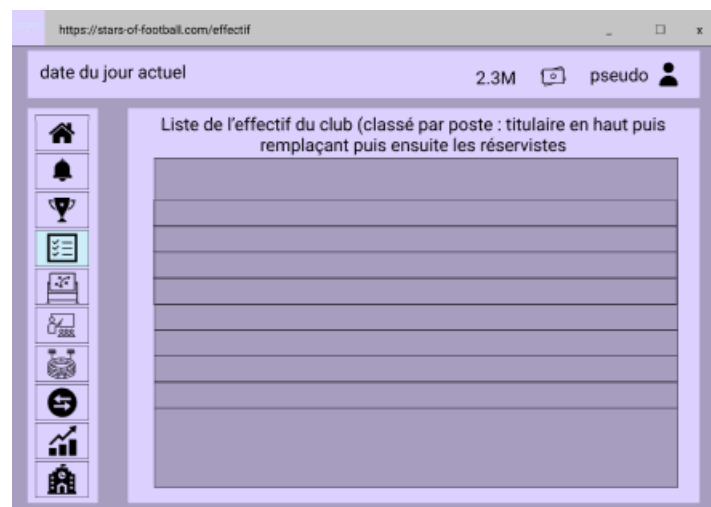 https://stars-of-football.com/effectif
date du jour actuel
2.3M
pseudo
Liste de l'effectif du club (classé par poste : titulaire en haut puis
remplaçant puis ensuite les réservistes